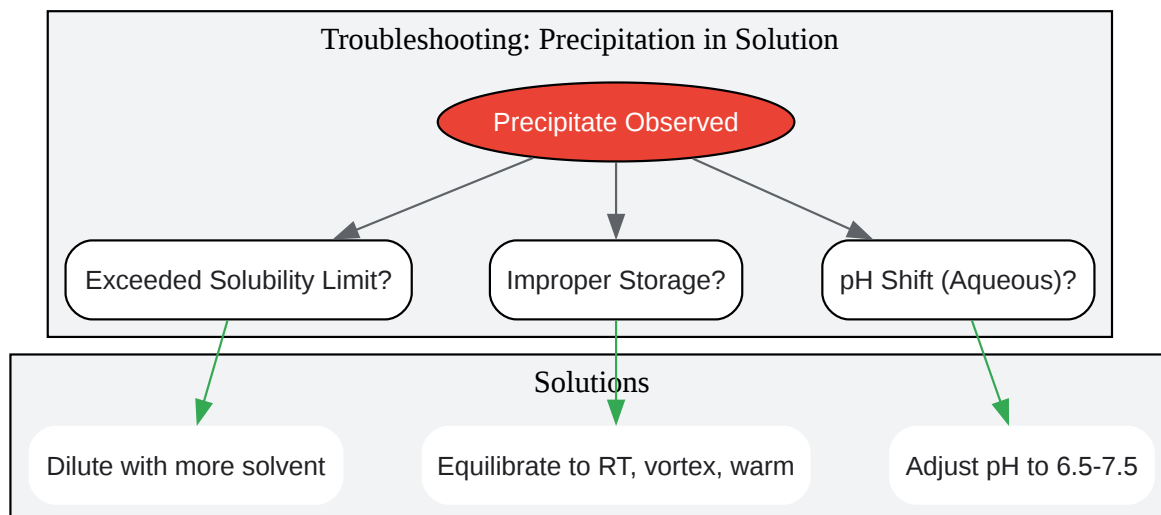 Troubleshooting: Precipitation in Solution
Precipitate Observed
Exceeded Solubility Limit?
Improper Storage?
pH Shift (Aqueous)?
Solutions
Dilute with more solvent
Equilibrate to RT, vortex, warm
Adjust pH to 6.5-7.5